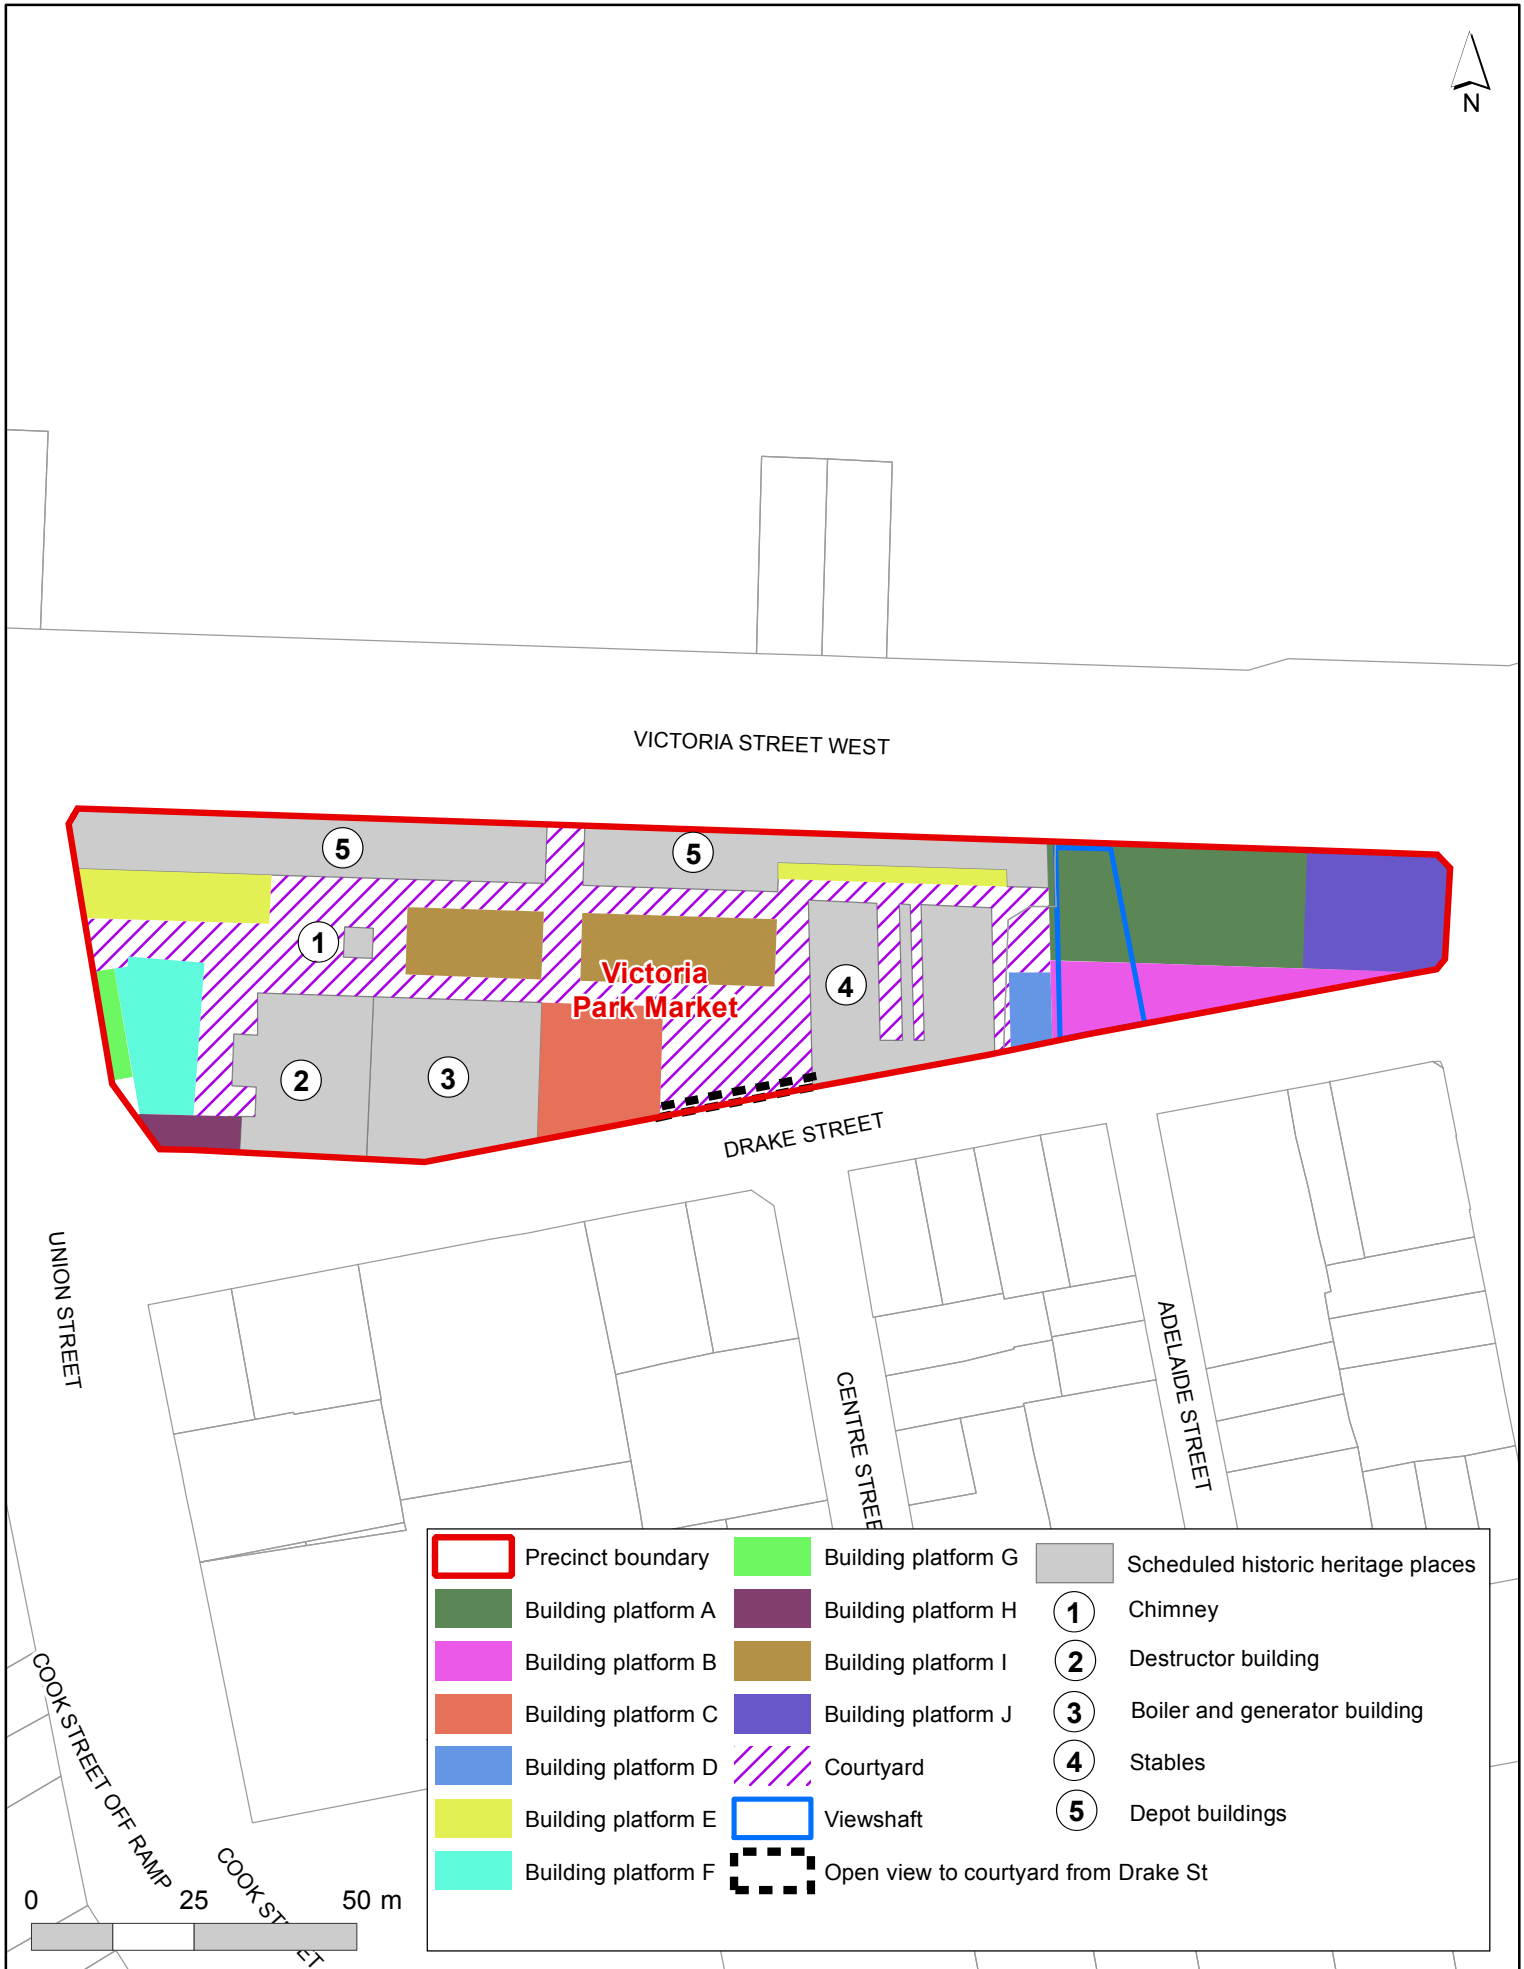 N
VICTORIA STREET WEST
5
5
1
Victoria
Park Market
4
2
3
DRAKE STREET
UNION STREET
CENTRE STREE
ADELAIDE STREET
COOK STREET OFF RAMP
0 25 50 m
Precinct boundary
Building platform A
Building platform B
Building platform C
Building platform D
Building platform E
Building platform F
Building platform G
Building platform H
Building platform I
Building platform J
Courtyard
Viewshaft
Open view to courtyard from Drake St
Scheduled historic heritage places
1 Chimney
2 Destructor building
3 Boiler and generator building
4 Stables
5 Depot buildings
COOK STREET